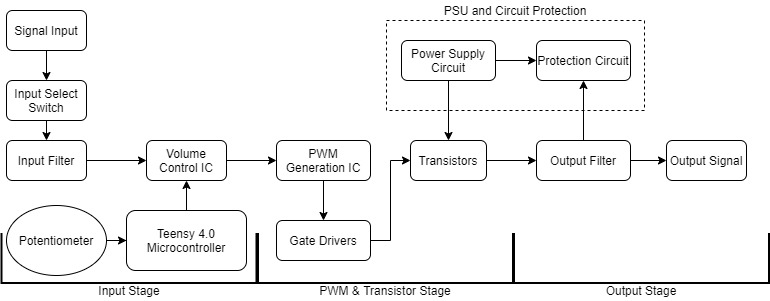 PSU and Circuit Protection
Signal Input
Power Supply
Circuit
Protection Circuit
Input Select
Switch
Input Filter
Volume
Control IC
PWM
Generation IC
Transistors
Output Filter
Output Signal
Potentiometer
Teensy 4.0
Microcontroller
Gate Drivers
Input Stage
PWM & Transistor Stage
Output Stage